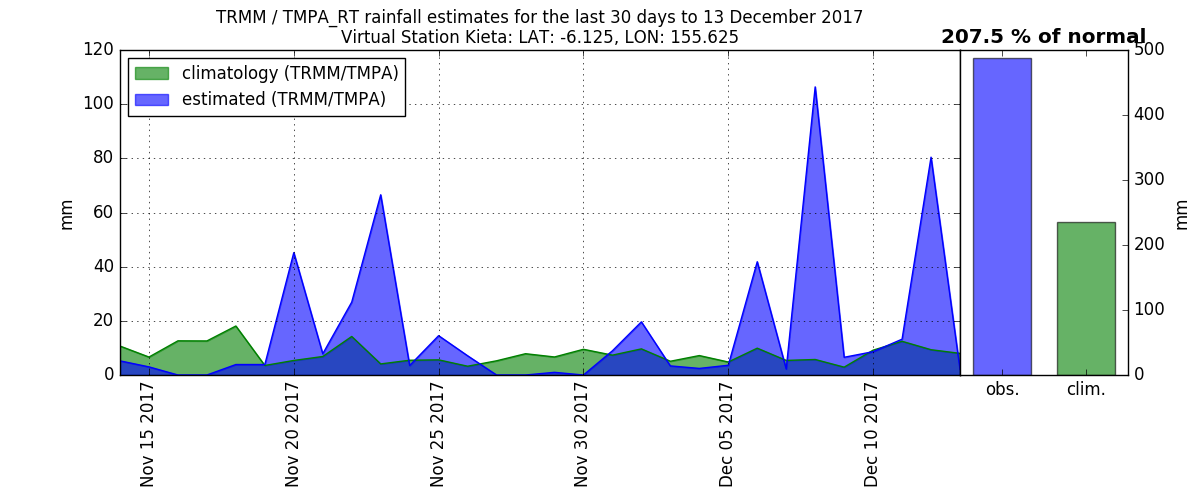 TRMM / TMPA_RT rainfall estimates for the last 30 days to 13 December 2017
Virtual Station Kieta: LAT: -6.125, LON: 155.625
207.5 % of normal
climatology (TRMM/TMPA)
estimated (TRMM/TMPA)
120
100
80
60
40
20
0
mm
Nov 15 2017
Nov 20 2017
Nov 25 2017
Nov 30 2017
Dec 05 2017
Dec 10 2017
500
400
300
200
100
0
mm
obs.
clim.